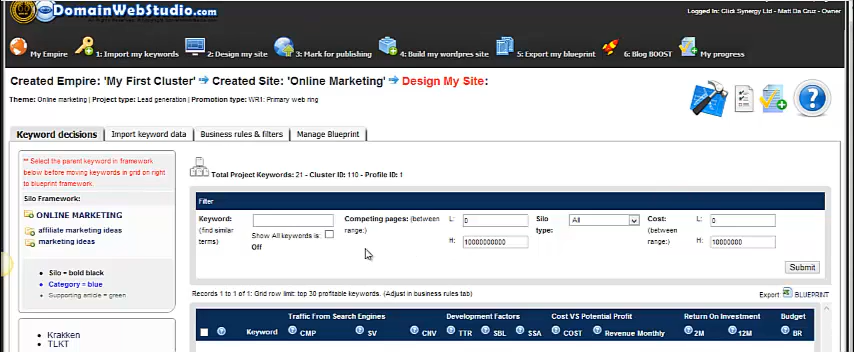 DomainWebStudio.com
Logged In: Click Synergy Ltd - Matt Da Cruz - Owner
My Empire 1: Import my keywords 2: Design my site 3: Mark for publishing 4: Build my wordpress site 5: Export my blueprint 6: Blog BOOST My progress
Created Empire: 'My First Cluster' Created Site: 'Online Marketing' Design My Site:
Theme: Online marketing | Project type: Lead generation | Promotion type: WR1: Primary web ring
Keyword decisions Import keyword data Business rules & filters Manage Blueprint
** Select the parent keyword in framework
below before moving keywords in grid on right
to blueprint framework.
Silo Framework:
ONLINE MARKETING
affiliate marketing ideas
marketing ideas
Silo = bold black
Category = blue
Supporting article = green
Krakken
TLKT
Total Project Keywords: 21 - Cluster ID: 110 - Profile ID: 1
Filter
Keyword: Competing pages: (between L: 0 Silo All Cost: L: 0
(find similar range:) type: (between
terms) Show All keywords is: H: 10000000000 range:) H: 10000000
Off
Submit
Records 1 to 1 of 1: Grid row limit: top 30 profitable keywords. (Adjust in business rules tab) Export BLUEPRINT
Traffic From Search Engines Development Factors Cost VS Potential Profit Return On Investment Budget
Keyword CMP SV CNV TTR SBL SSA COST Revenue Monthly 2M 12M BR